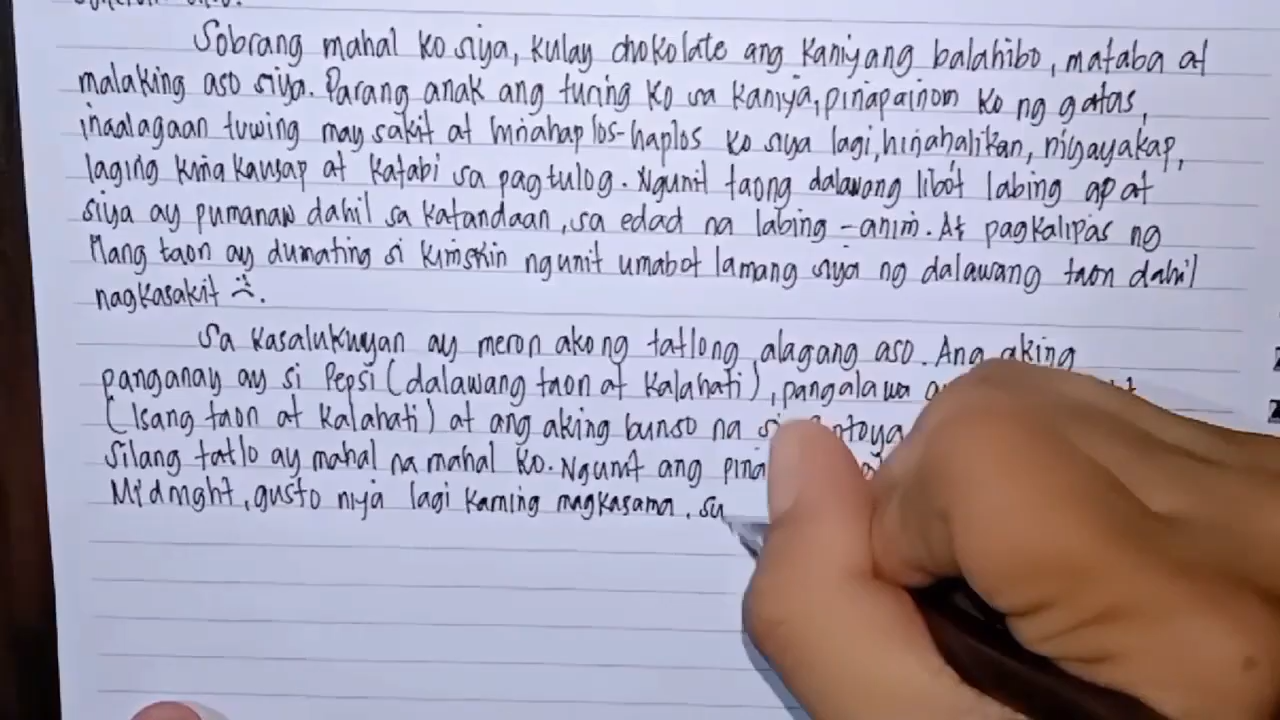 Sobrang mahal ko siya, kulay chokolate ang kaniyang balahibo, mataba at
malaking aso siya. Parang anak ang turing ko sa kaniya, pinapainom ko ng gatas,
inaalagaan tuwing may sakit at hinahaplos-haplos ko siya lagi, hinahalikan, niyayakap,
laging kinakausap at katabi sa pagtulog. Ngunit taong dalawang libo't labing apat
siya ay pumanaw dahil sa katandaan, sa edad na labing-anim. At pagkalipas ng
ilang taon ay dumating si Kimskin ngunit umabot lamang siya ng dalawang taon dahil
nagkasakit :(.
Sa kasalukuyan ay meron akong tatlong alagang aso. Ang aking
panganay ay si Pepsi (dalawang taon at kalahati), pangalawa
(Isang taon at kalahati) at ang aking bunso na
Silang tatlo ay mahal na mahal ko. Ngunit ang
Midnight, gusto niya lagi kaming magkasama. su